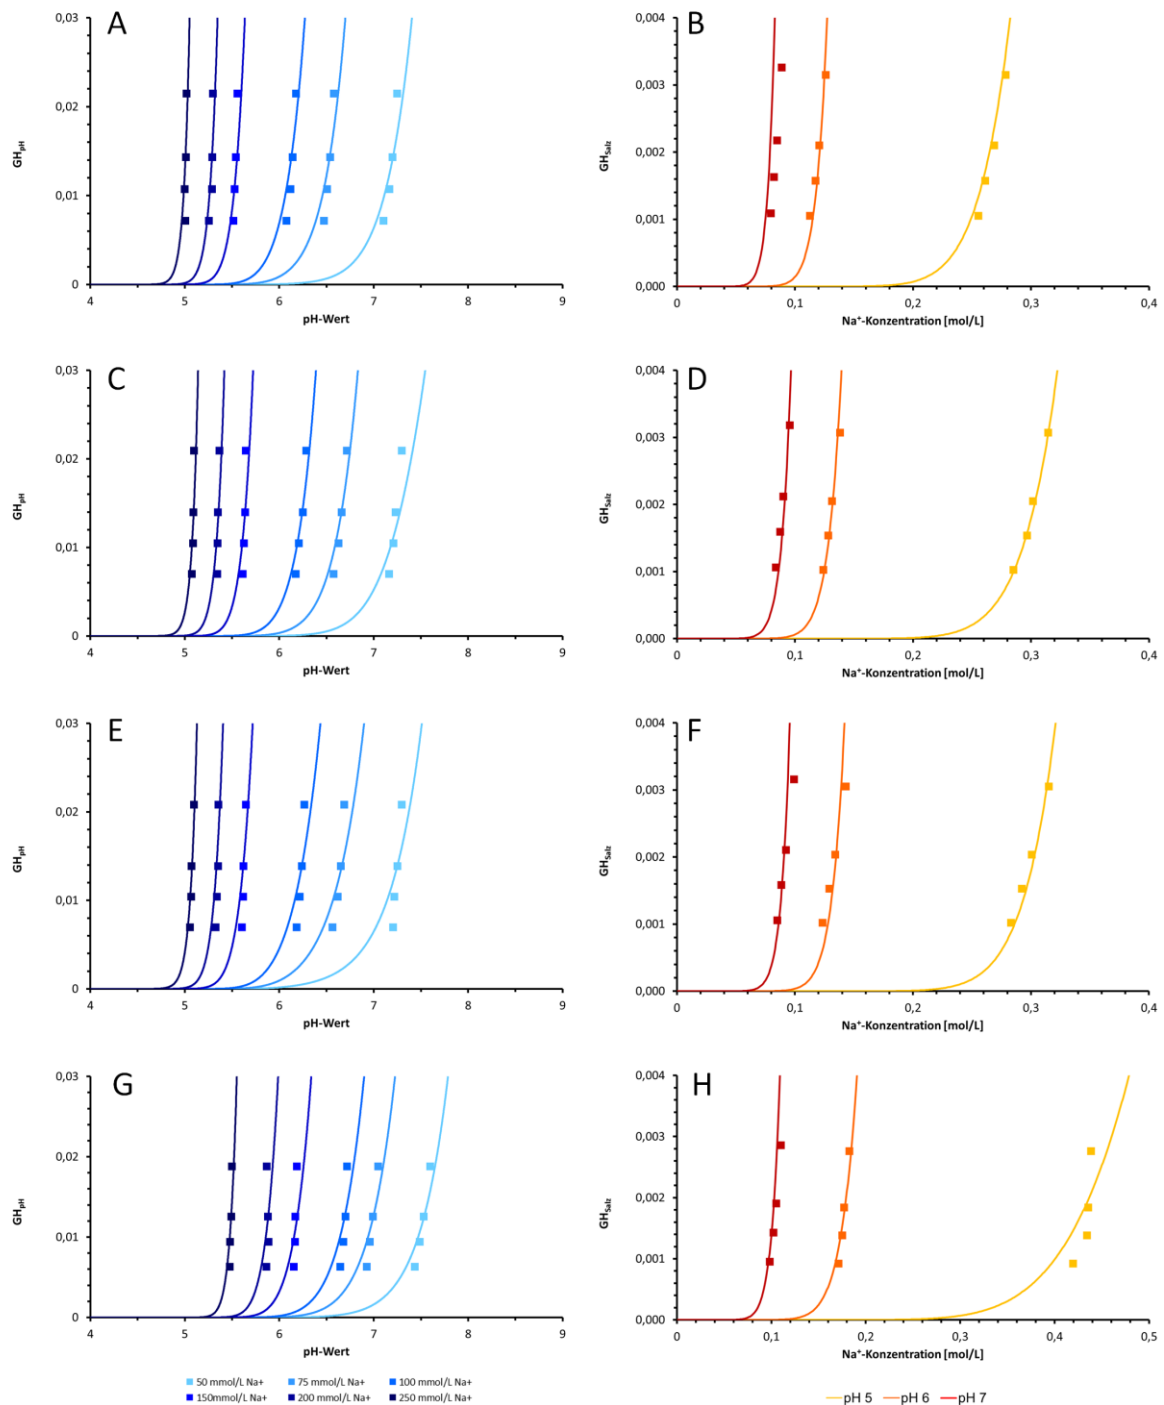 A
0,03
0,02
0,01
0
GH_pH
4 5 6 7 8 9
pH-Wert
B
0,004
0,003
0,002
0,001
0,000
GH_Salz
0 0,1 0,2 0,3 0,4
Na⁺-Konzentration [mol/L]
C
0,03
0,02
0,01
0
GH_pH
4 5 6 7 8 9
pH-Wert
D
0,004
0,003
0,002
0,001
0,000
GH_Salz
0 0,1 0,2 0,3 0,4
Na⁺-Konzentration [mol/L]
E
0,03
0,02
0,01
0
GH_pH
4 5 6 7 8 9
pH-Wert
F
0,004
0,003
0,002
0,001
0,000
GH_Salz
0 0,1 0,2 0,3 0,4
Na⁺-Konzentration [mol/L]
G
0,03
0,02
0,01
0
GH_pH
4 5 6 7 8 9
pH-Wert
H
0,004
0,003
0,002
0,001
0,000
GH_Salz
0 0,1 0,2 0,3 0,4 0,5
Na⁺-Konzentration [mol/L]
50 mmol/L Na+ 75 mmol/L Na+ 100 mmol/L Na+
150mmol/L Na+ 200 mmol/L Na+ 250 mmol/L Na+
pH 5 pH 6 pH 7